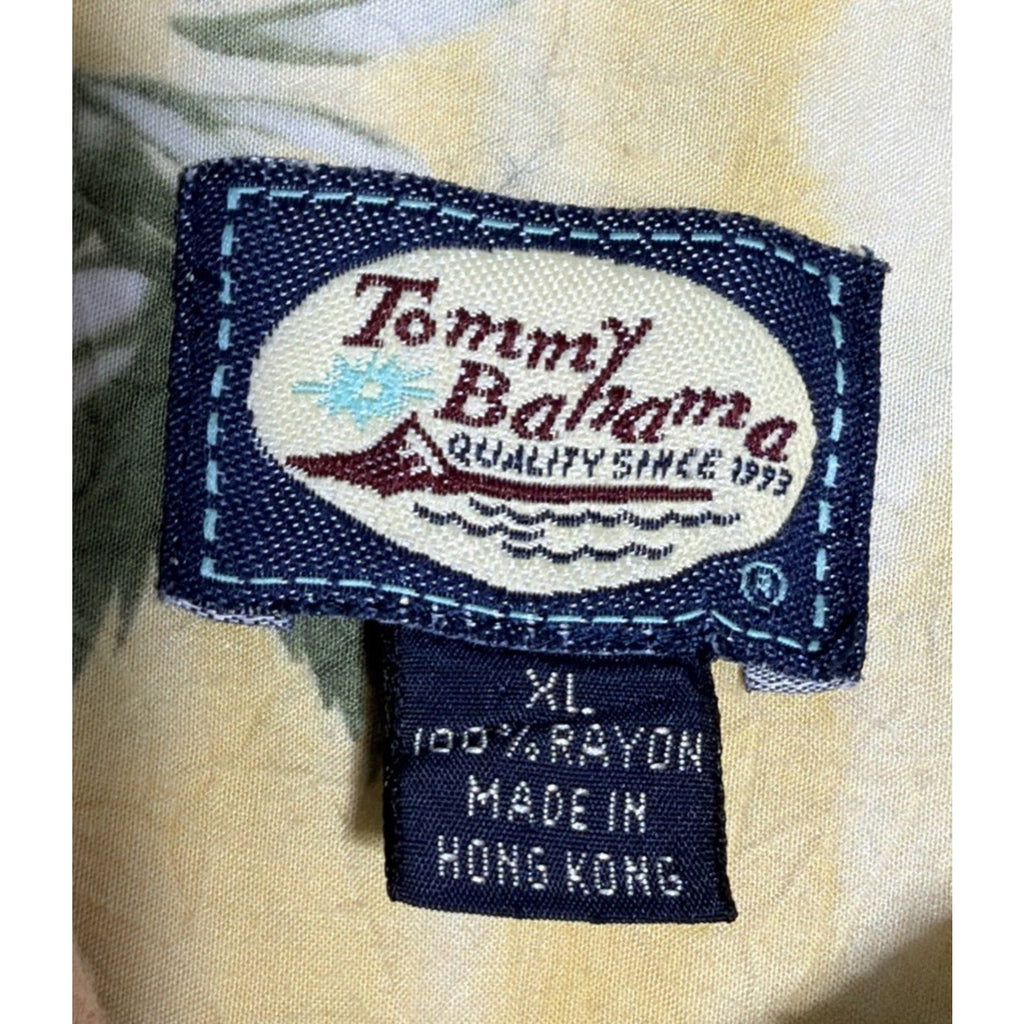 Tommy
Bahama
QUALITY SINCE 1993
®
XL
100% RAYON
MADE IN
HONG KONG